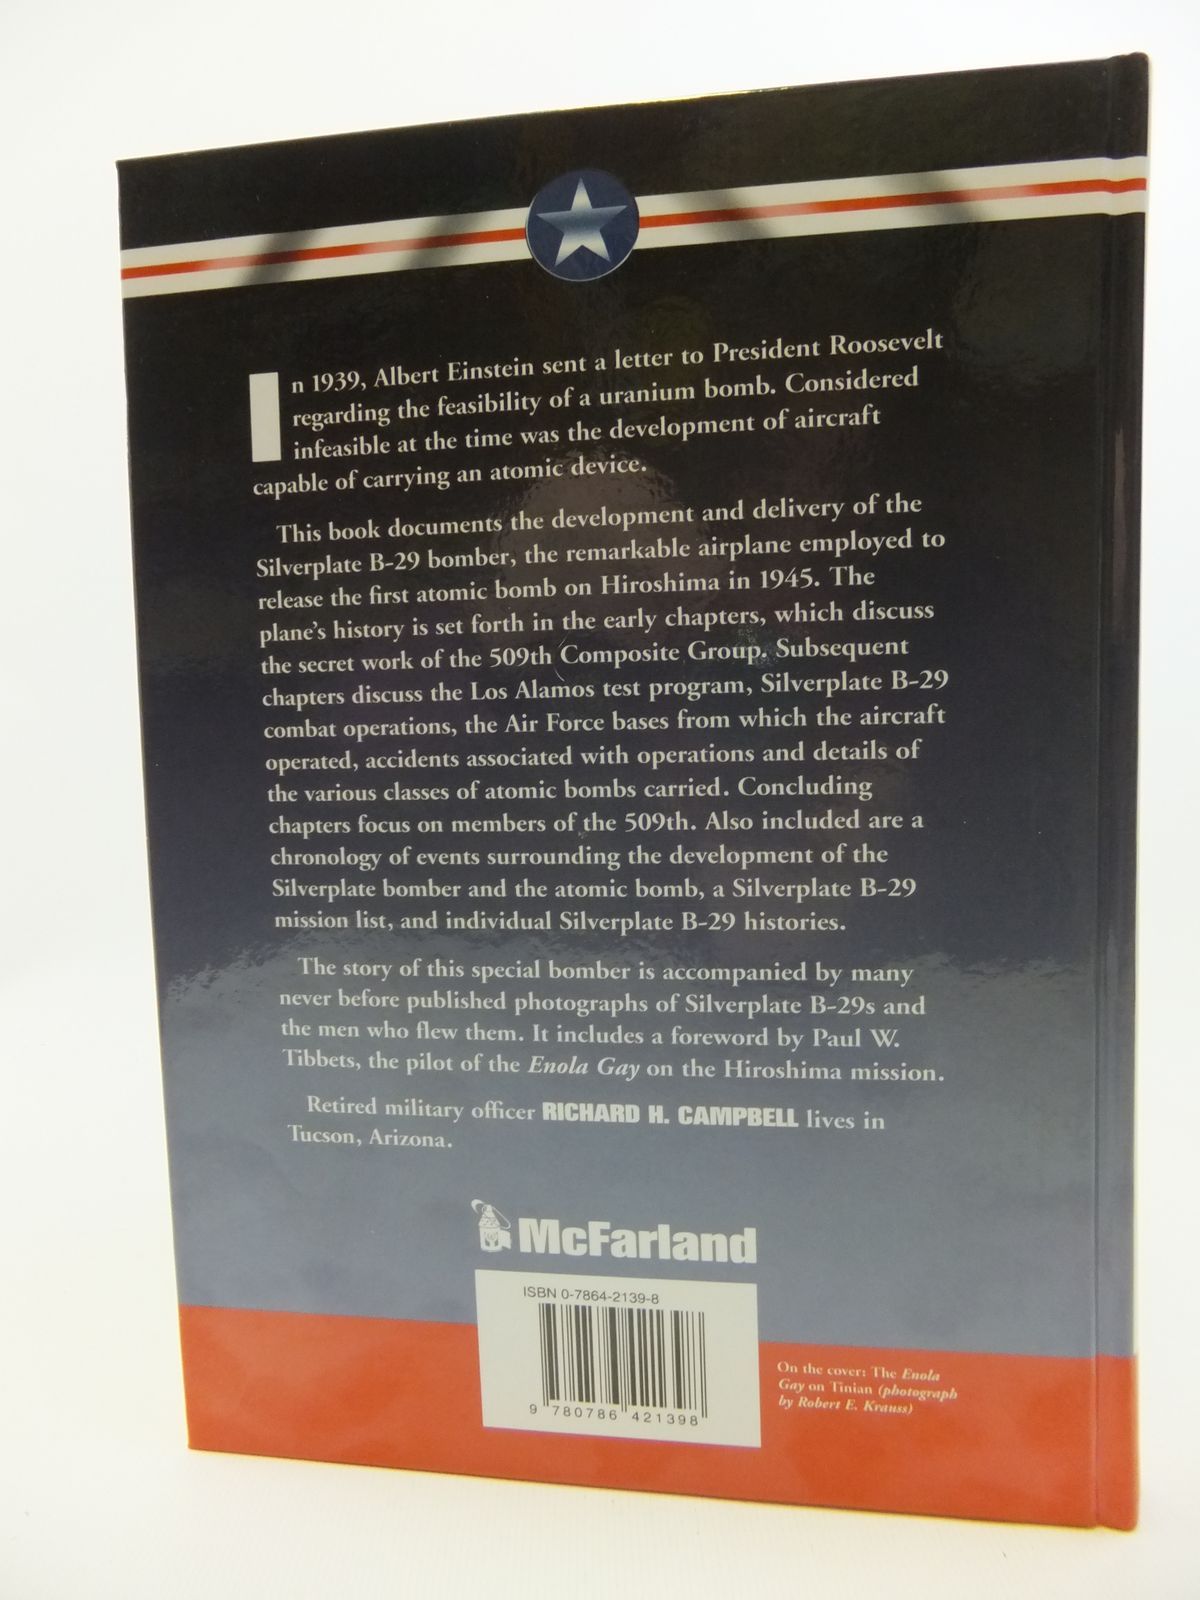 In 1939, Albert Einstein sent a letter to President Roosevelt
regarding the feasibility of a uranium bomb. Considered
infeasible at the time was the development of aircraft
capable of carrying an atomic device.
This book documents the development and delivery of the
Silverplate B-29 bomber, the remarkable airplane employed to
release the first atomic bomb on Hiroshima in 1945. The
plane's history is set forth in the early chapters, which discuss
the secret work of the 509th Composite Group. Subsequent
chapters discuss the Los Alamos test program, Silverplate B-29
combat operations, the Air Force bases from which the aircraft
operated, accidents associated with operations and details of
the various classes of atomic bombs carried. Concluding
chapters focus on members of the 509th. Also included are a
chronology of events surrounding the development of the
Silverplate bomber and the atomic bomb, a Silverplate B-29
mission list, and individual Silverplate B-29 histories.
The story of this special bomber is accompanied by many
never before published photographs of Silverplate B-29s and
the men who flew them. It includes a foreword by Paul W.
Tibbets, the pilot of the Enola Gay on the Hiroshima mission.
Retired military officer RICHARD H. CAMPBELL lives in
Tucson, Arizona.
McFarland
ISBN 0-7864-2139-8
9 780786 421398
On the cover: The Enola
Gay on Tinian (photograph
by Robert E. Krauss)